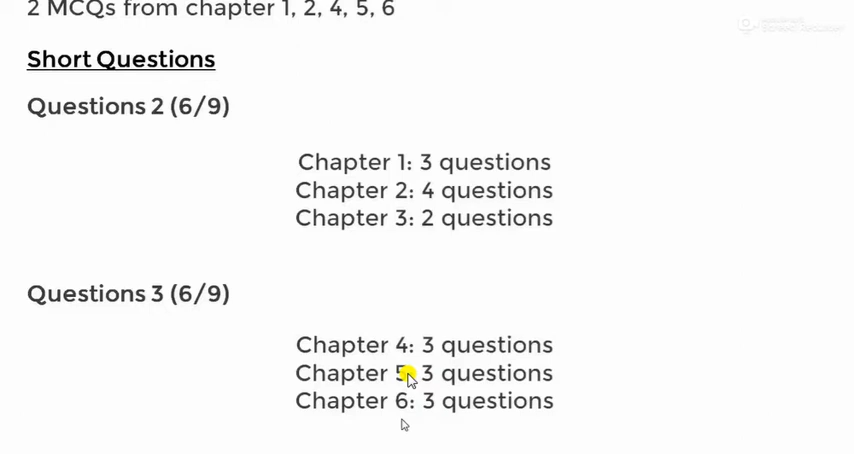 2 MCQs from chapter 1, 2, 4, 5, 6
Short Questions
Questions 2 (6/9)
Chapter 1: 3 questions
Chapter 2: 4 questions
Chapter 3: 2 questions
Questions 3 (6/9)
Chapter 4: 3 questions
Chapter 5: 3 questions
Chapter 6: 3 questions